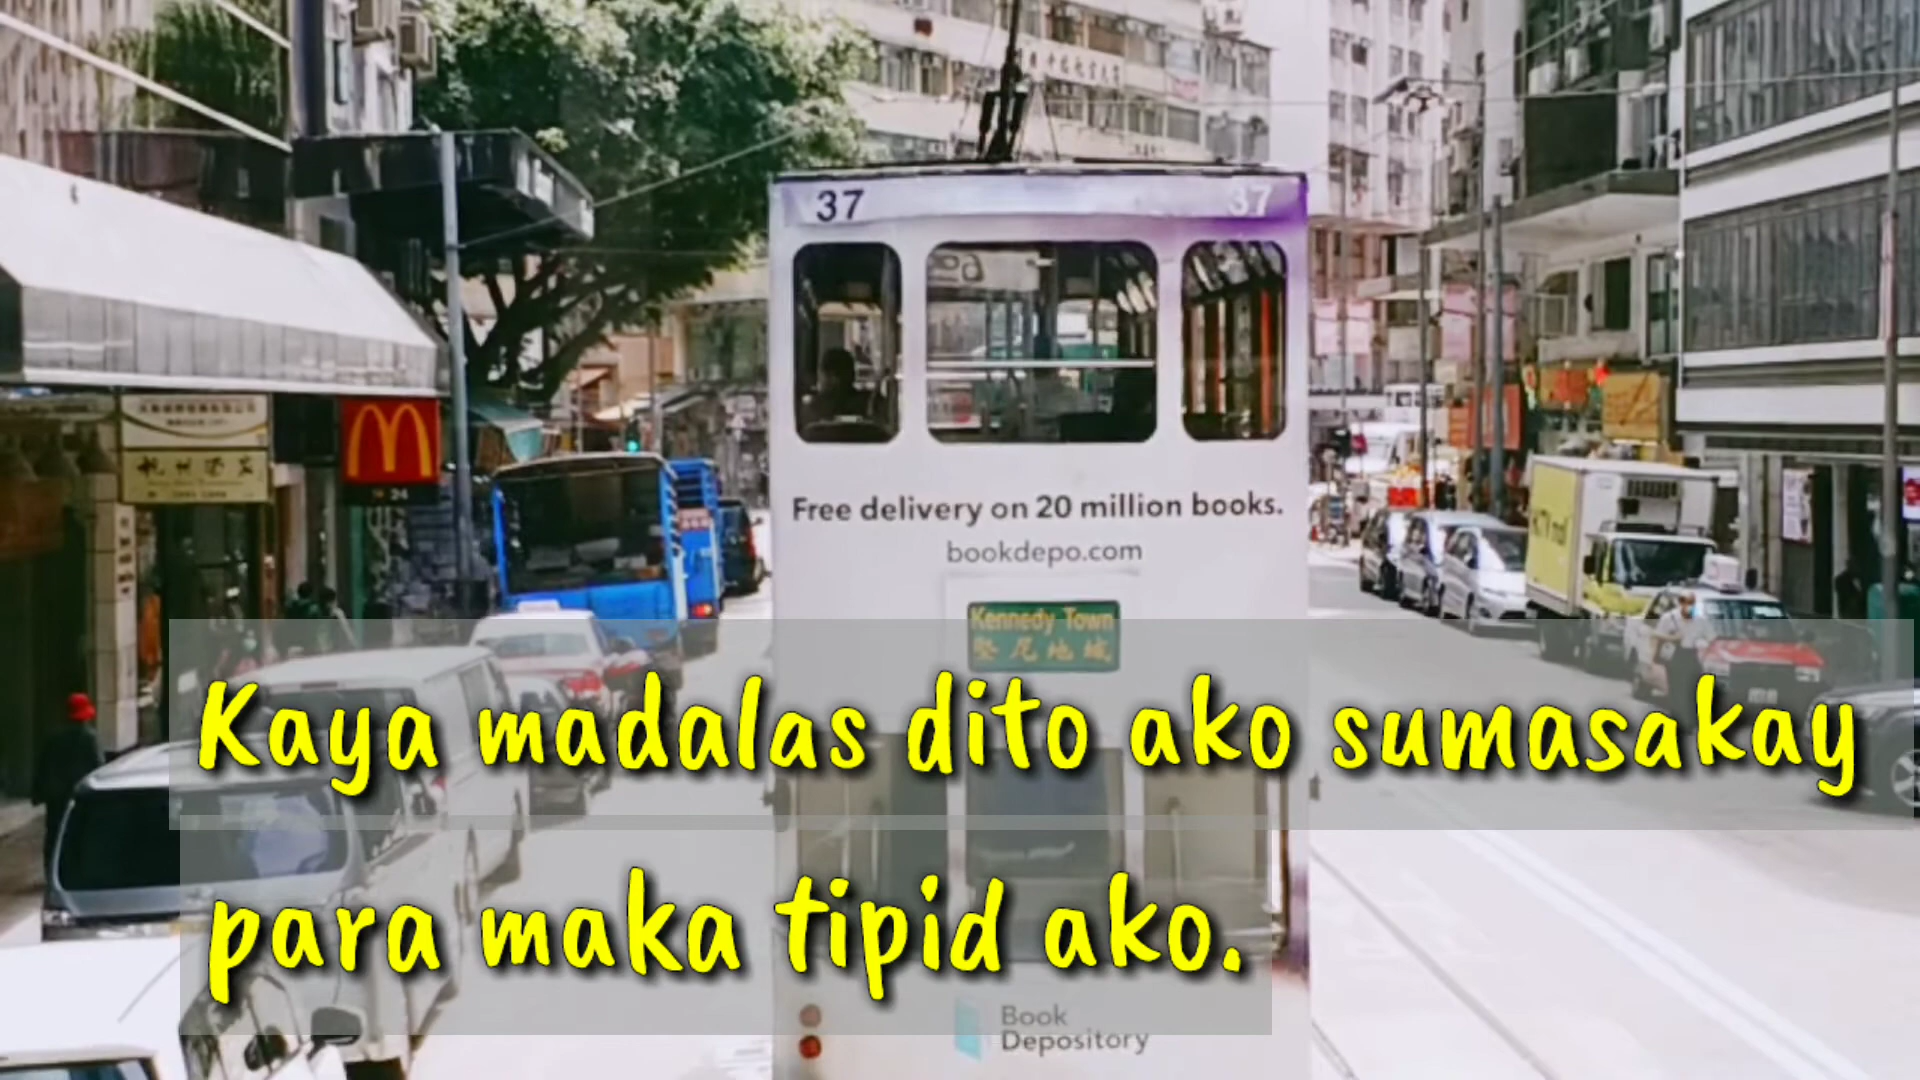 37
37
Free delivery on 20 million books.
bookdepo.com
Kennedy Town
堅尼地城
Kaya madalas dito ako sumasakay
para maka tipid ako.
Book
Depository